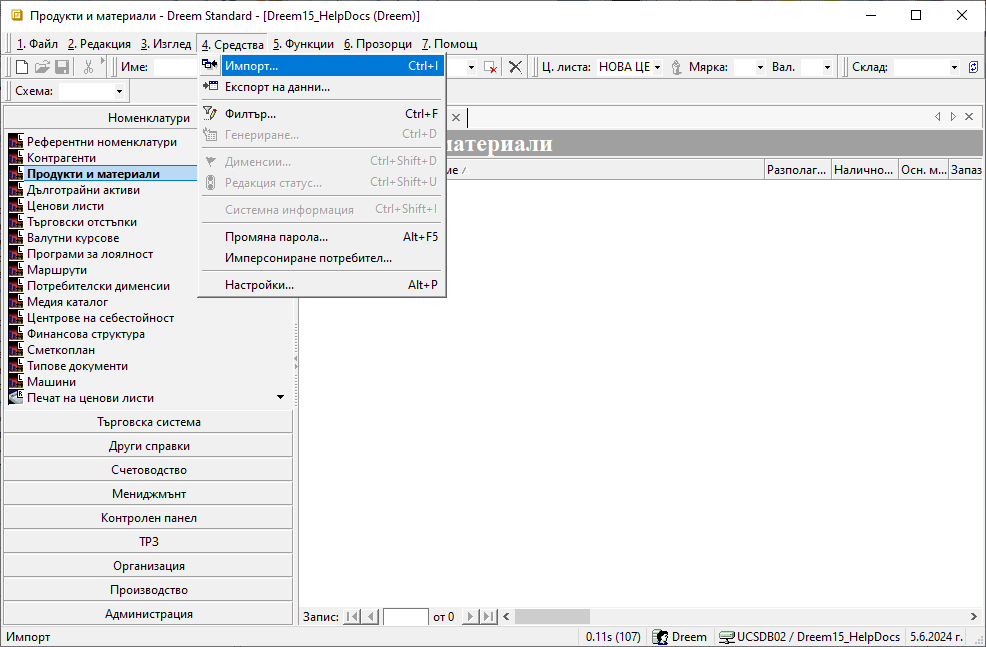 Продукти и материали - Dreem Standard - [Dreem15_HelpDocs (Dreem)]
1. Файл 2. Редакция 3. Изглед 4. Средства 5. Функции 6. Прозорци 7. Помощ
Име: Ц. листа: НОВА ЦЕ Мярка: Вал. Склад:
Схема:
Импорт... Ctrl+I
Експорт на данни...
Филтър... Ctrl+F
Генериране... Ctrl+D
Дименсии... Ctrl+Shift+D
Редакция статус... Ctrl+Shift+U
Системна информация Ctrl+Shift+I
Промяна парола... Alt+F5
Имперсониране потребител...
Настройки... Alt+P
Номенклатури
Референтни номенклатури
Контрагенти
Продукти и материали
Дълготрайни активи
Ценови листи
Търговски отстъпки
Валутни курсове
Програми за лоялност
Маршрути
Потребителски дименсии
Медия каталог
Центрове на себестойност
Финансова структура
Сметкоплан
Типове документи
Машини
Печат на ценови листи
Търговска система
Други справки
Счетоводство
Мениджмънт
Контролен панел
ТРЗ
Организация
Производство
Администрация
материали
ме Разполаг... Налично... Осн. м... Запаз
Запис: от 0
Импорт 0.11s (107) Dreem UCSDB02 / Dreem15_HelpDocs 5.6.2024 г.